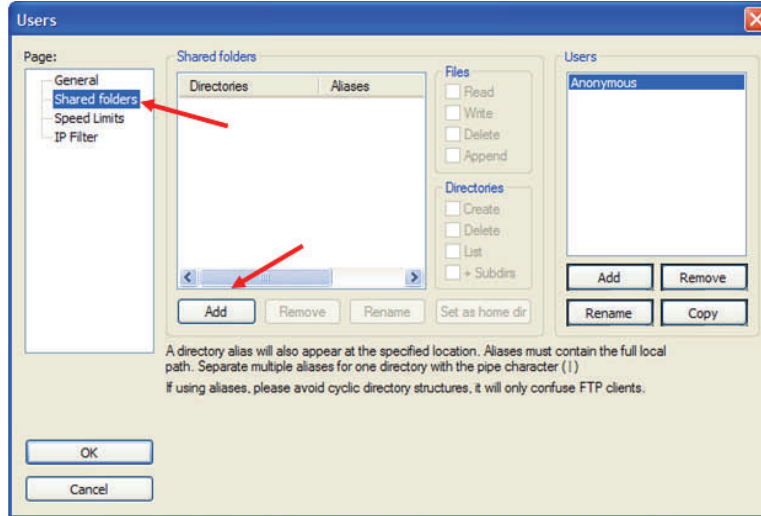 Users
Page:
General
Shared folders
Speed Limits
IP Filter
Shared folders
Directories Aliases
Files
Read
Write
Delete
Append
Directories
Create
Delete
List
+ Subdirs
Add Remove Rename Set as home dir
Users
Anonymous
Add Remove
Rename Copy
A directory alias will also appear at the specified location. Aliases must contain the full local
path. Separate multiple aliases for one directory with the pipe character (|)
If using aliases, please avoid cyclic directory structures, it will only confuse FTP clients.
OK
Cancel